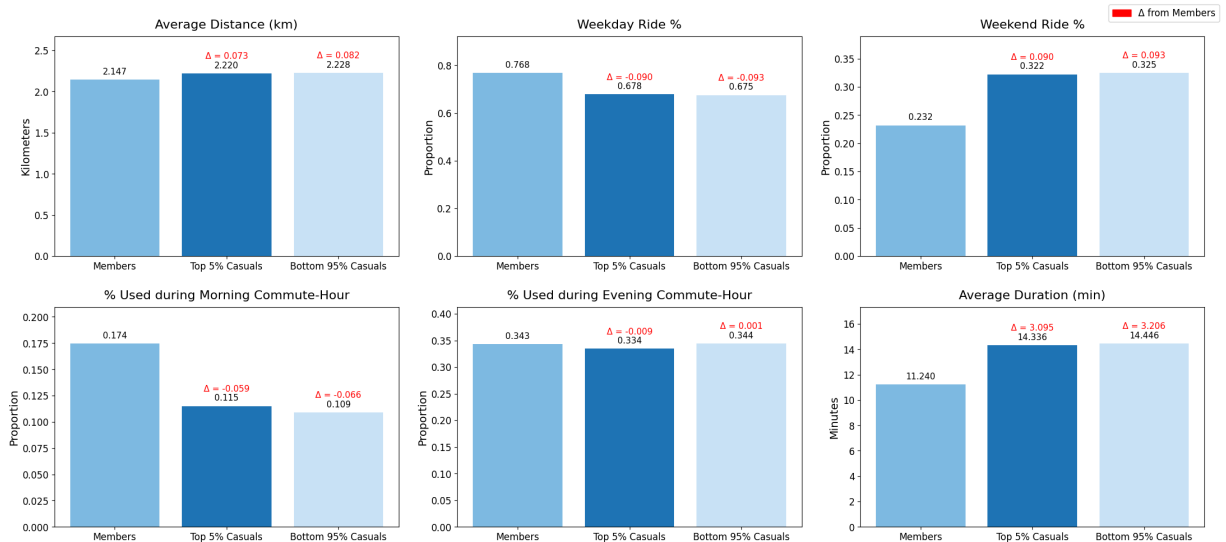 Δ from Members
Average Distance (km)
Kilometers
2.5
2.0
1.5
1.0
0.5
0.0
2.147
Δ = 0.073
2.220
Δ = 0.082
2.228
Members
Top 5% Casuals
Bottom 95% Casuals
Weekday Ride %
Proportion
0.8
0.6
0.4
0.2
0.0
0.768
Δ = -0.090
0.678
Δ = -0.093
0.675
Members
Top 5% Casuals
Bottom 95% Casuals
Weekend Ride %
Proportion
0.35
0.30
0.25
0.20
0.15
0.10
0.05
0.00
0.232
Δ = 0.090
0.322
Δ = 0.093
0.325
Members
Top 5% Casuals
Bottom 95% Casuals
% Used during Morning Commute-Hour
Proportion
0.200
0.175
0.150
0.125
0.100
0.075
0.050
0.025
0.000
0.174
Δ = -0.059
0.115
Δ = -0.066
0.109
Members
Top 5% Casuals
Bottom 95% Casuals
% Used during Evening Commute-Hour
Proportion
0.40
0.35
0.30
0.25
0.20
0.15
0.10
0.05
0.00
0.343
Δ = -0.009
0.334
Δ = 0.001
0.344
Members
Top 5% Casuals
Bottom 95% Casuals
Average Duration (min)
Minutes
16
14
12
10
8
6
4
2
0
11.240
Δ = 3.095
14.336
Δ = 3.206
14.446
Members
Top 5% Casuals
Bottom 95% Casuals